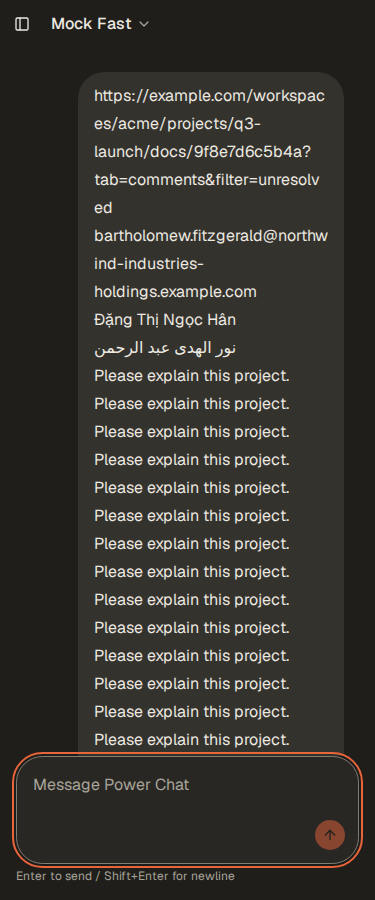 Mock Fast
https://example.com/workspac
es/acme/projects/q3-
launch/docs/9f8e7d6c5b4a?
tab=comments&filter=unresolv
ed
bartholomew.fitzgerald@northw
ind-industries-
holdings.example.com
Đặng Thị Ngọc Hân
نور الهدى عبد الرحمن
Please explain this project.
Please explain this project.
Please explain this project.
Please explain this project.
Please explain this project.
Please explain this project.
Please explain this project.
Please explain this project.
Please explain this project.
Please explain this project.
Please explain this project.
Please explain this project.
Please explain this project.
Please explain this project.
Message Power Chat
Enter to send / Shift+Enter for newline